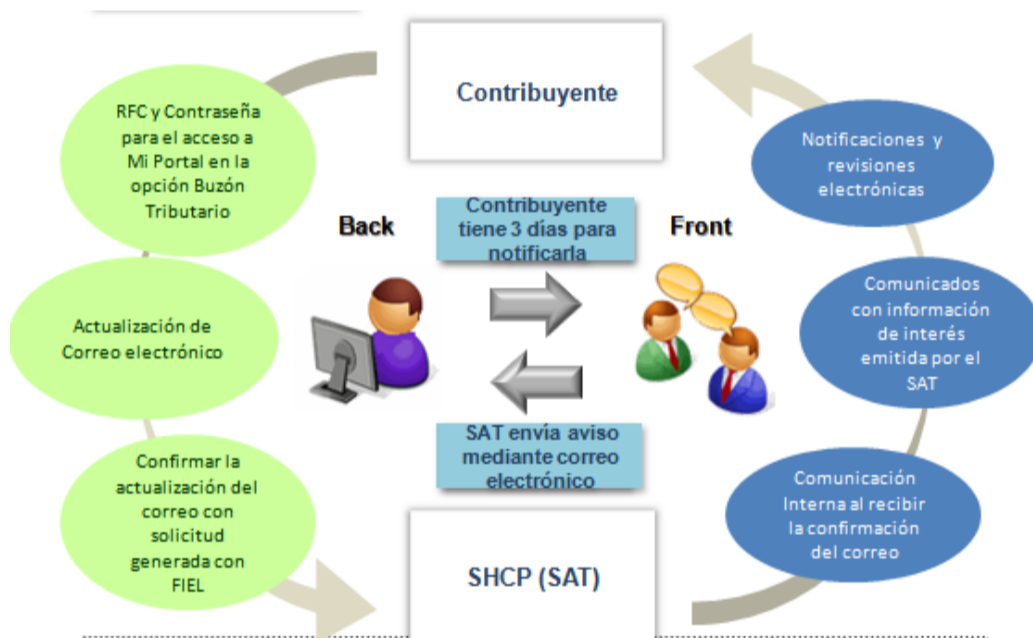 Contribuyente
RFC y Contraseña
para el acceso a
Mi Portal en la
opción Buzón
Tributario
Actualización de
Correo electrónico
Confirmar la
actualización del
correo con
solicitud
generada con
FIEL
Back
Contribuyente
tiene 3 días para
notificarla
Front
SAT envía aviso
mediante correo
electrónico
SHCP (SAT)
Notificaciones y
revisiones
electrónicas
Comunicados
con información
de interés
emitida por el
SAT
Comunicación
Interna al recibir
la confirmación
del correo